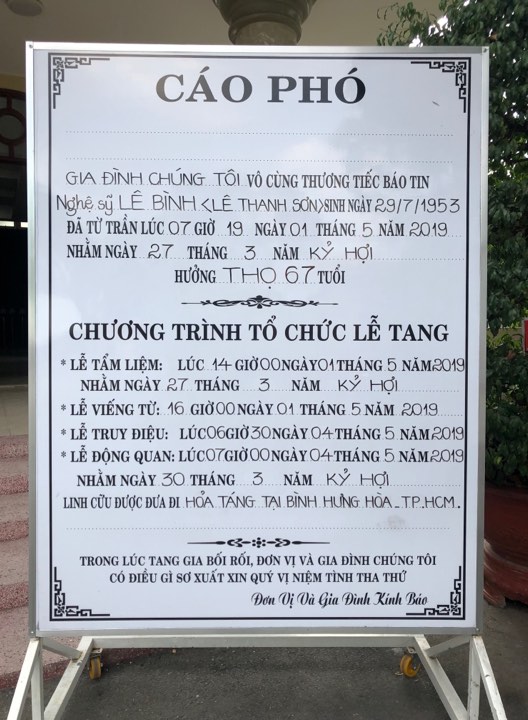 CÁO PHÓ
GIA ĐÌNH CHÚNG TÔI VÔ CÙNG THƯƠNG TIẾC BÁO TIN
Nghệ sỹ LÊ BÌNH <LÊ THANH SƠN> SINH NGÀY 29/7/1953
ĐÃ TỪ TRẦN LÚC 07 GIỜ 19 NGÀY 01 THÁNG 5 NĂM 2019
NHẰM NGÀY 27 THÁNG 3 NĂM KỶ HỢI
HƯỞNG THỌ 67 TUỔI
CHƯƠNG TRÌNH TỔ CHỨC LỄ TANG
* LỄ TẨM LIỆM: LÚC 14 GIỜ 00 NGÀY 01 THÁNG 5 NĂM 2019
NHẰM NGÀY 27 THÁNG 3 NĂM KỶ HỢI
* LỄ VIẾNG TỪ: 16 GIỜ 00 NGÀY 01 THÁNG 5 NĂM 2019
* LỄ TRUY ĐIỆU: LÚC 06 GIỜ 30 NGÀY 04 THÁNG 5 NĂM 2019
* LỄ ĐỘNG QUAN: LÚC 07 GIỜ 00 NGÀY 04 THÁNG 5 NĂM 2019
NHẰM NGÀY 30 THÁNG 3 NĂM KỶ HỢI
LINH CỮU ĐƯỢC ĐƯA ĐI HỎA TÁNG TẠI BÌNH HƯNG HÒA_TP.HCM.
TRONG LÚC TANG GIA BỐI RỐI, ĐƠN VỊ VÀ GIA ĐÌNH CHÚNG TÔI
CÓ ĐIỀU GÌ SƠ XUẤT XIN QUÝ VỊ NIỆM TÌNH THA THỨ
Đơn Vị Và Gia Đình Kính Báo